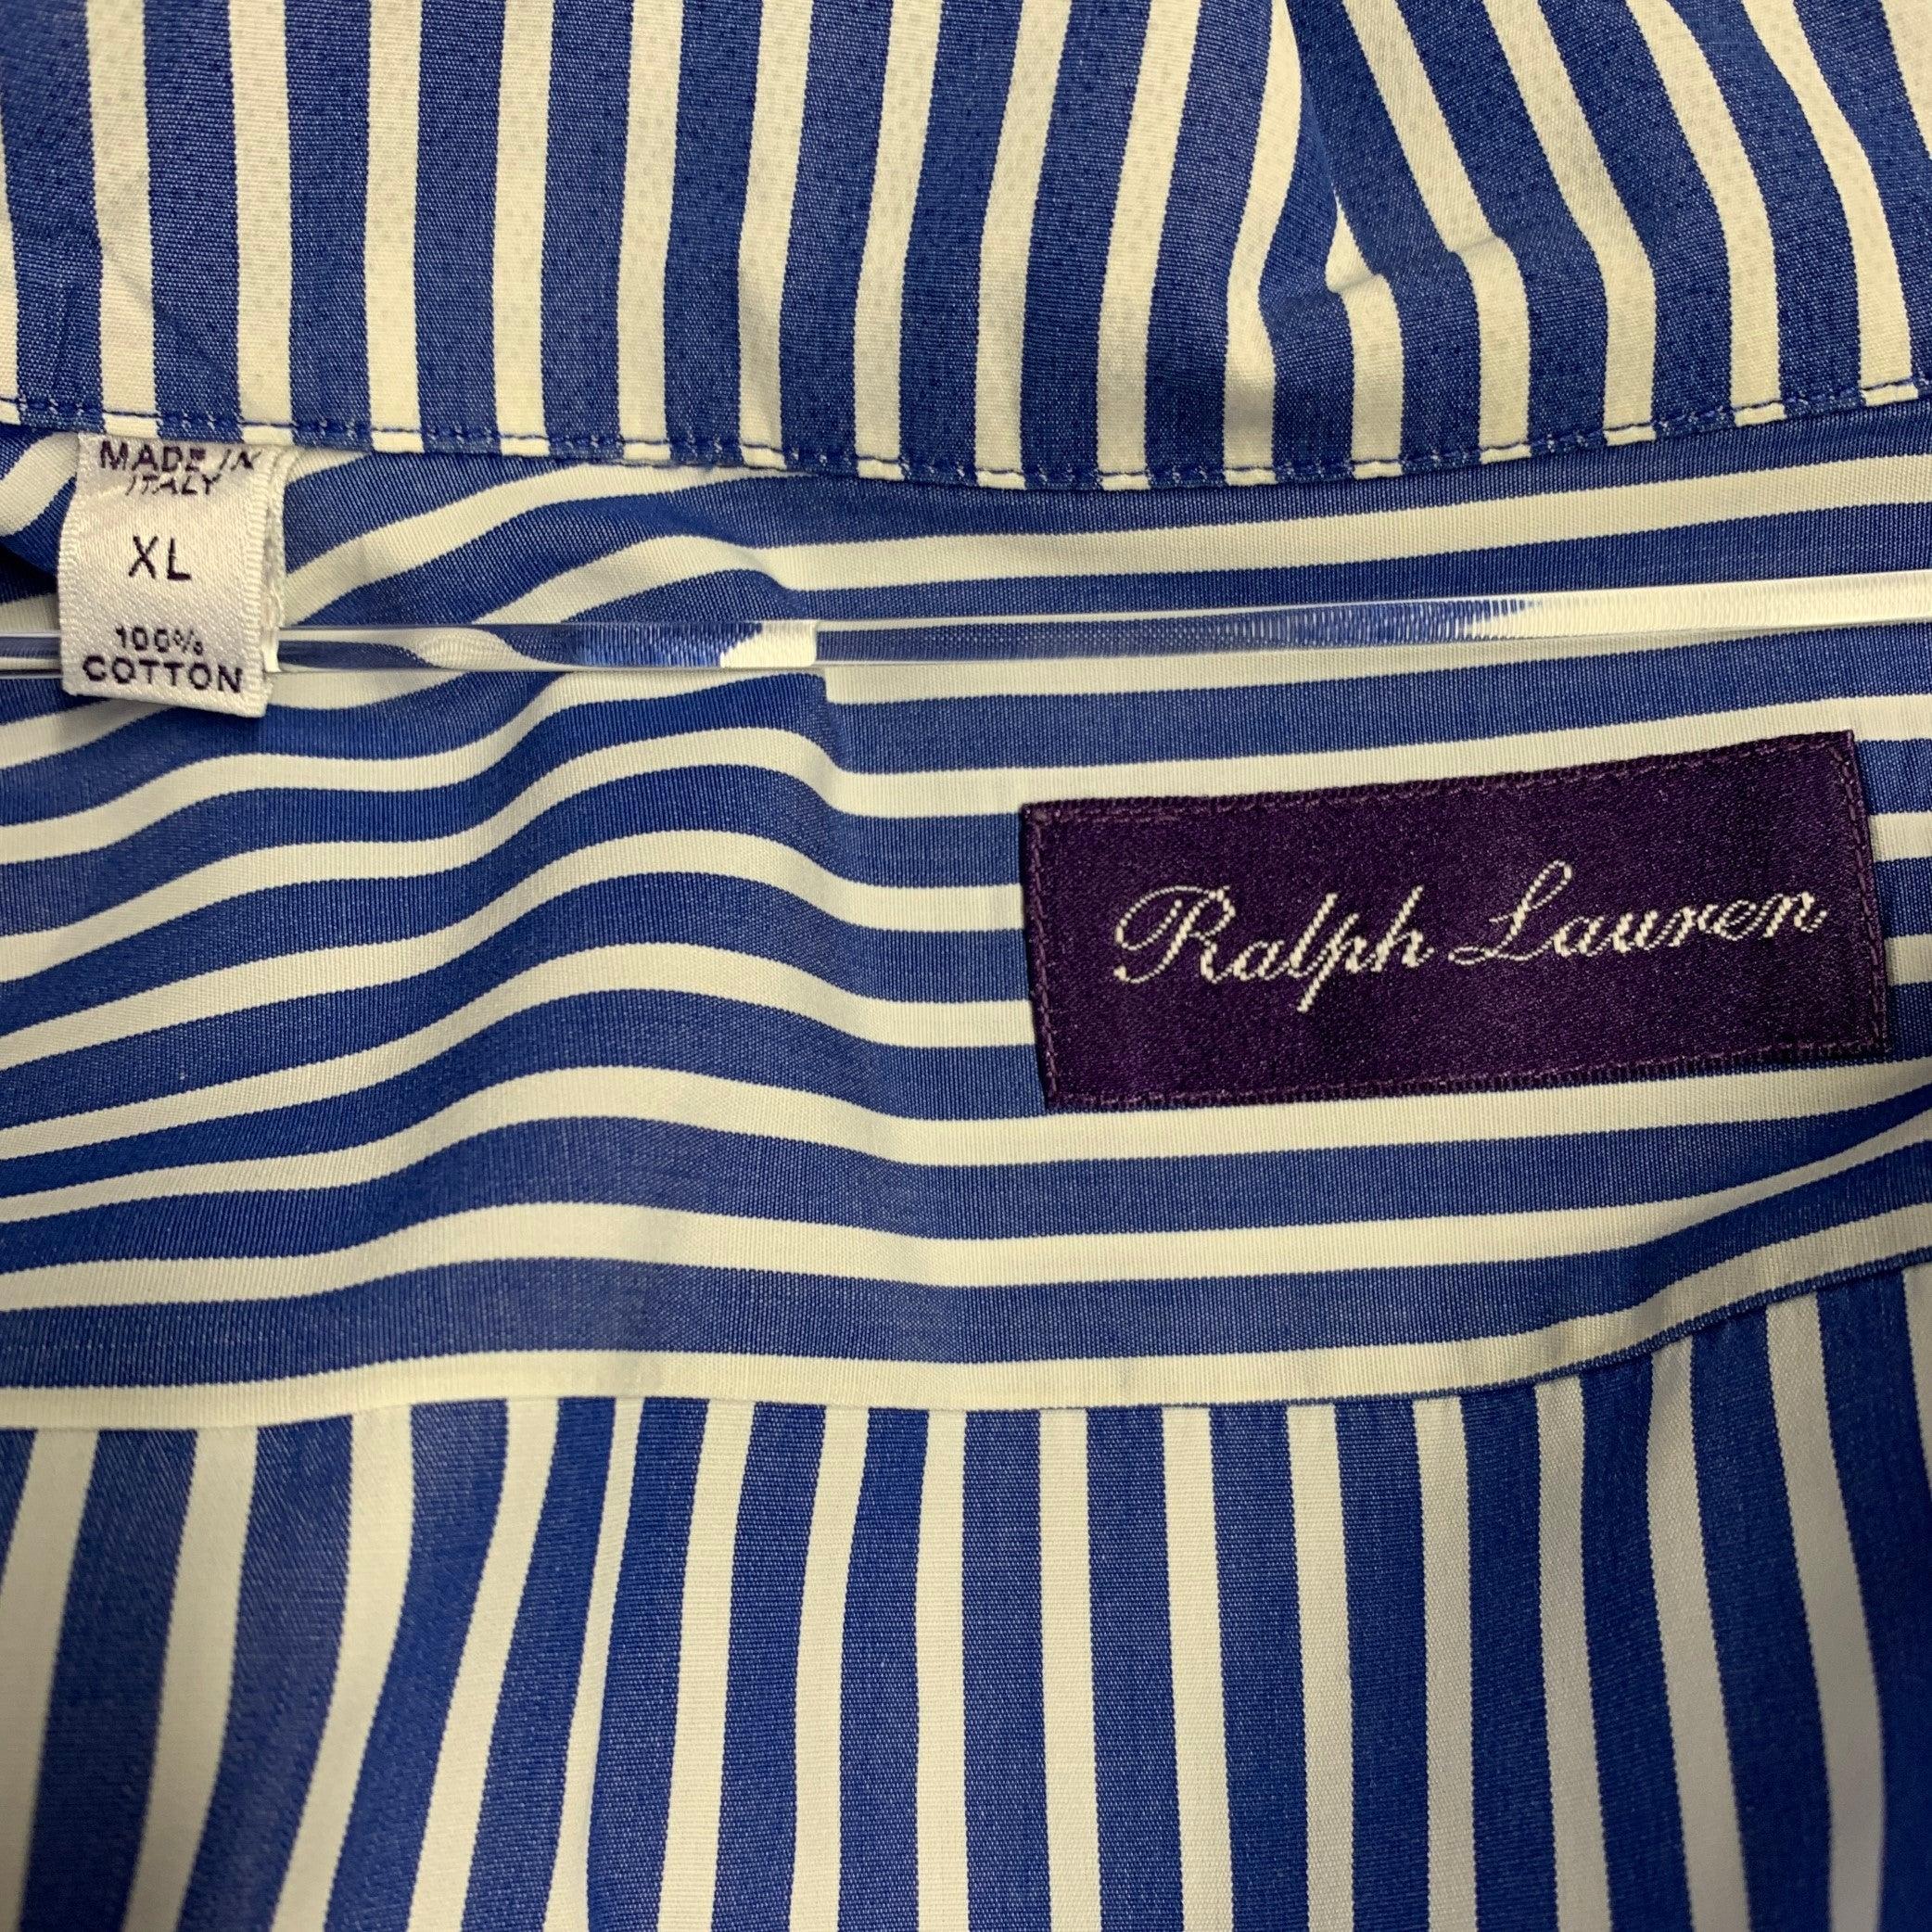 MADE IN
ITALY
XL
100%
COTTON
Ralph Lauren